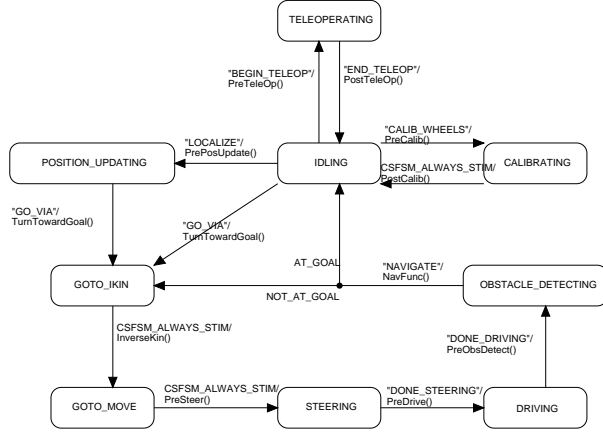 TELEOPERATING
"BEGIN_TELEOP"/
PreTeleOp()
"END_TELEOP"/
PostTeleOp()
"LOCALIZE"/
PrePosUpdate()
"CALIB_WHEELS"/
PreCalib()
POSITION_UPDATING
IDLING
CALIBRATING
CSFSM_ALWAYS_STIM/
PostCalib()
"GO_VIA"/
TurnTowardGoal()
"GO_VIA"/
TurnTowardGoal()
AT_GOAL
"NAVIGATE"/
NavFunc()
GOTO_IKIN
OBSTACLE_DETECTING
NOT_AT_GOAL
CSFSM_ALWAYS_STIM/
InverseKin()
"DONE_DRIVING"/
PreObsDetect()
CSFSM_ALWAYS_STIM/
PreSteer()
"DONE_STEERING"/
PreDrive()
GOTO_MOVE
STEERING
DRIVING